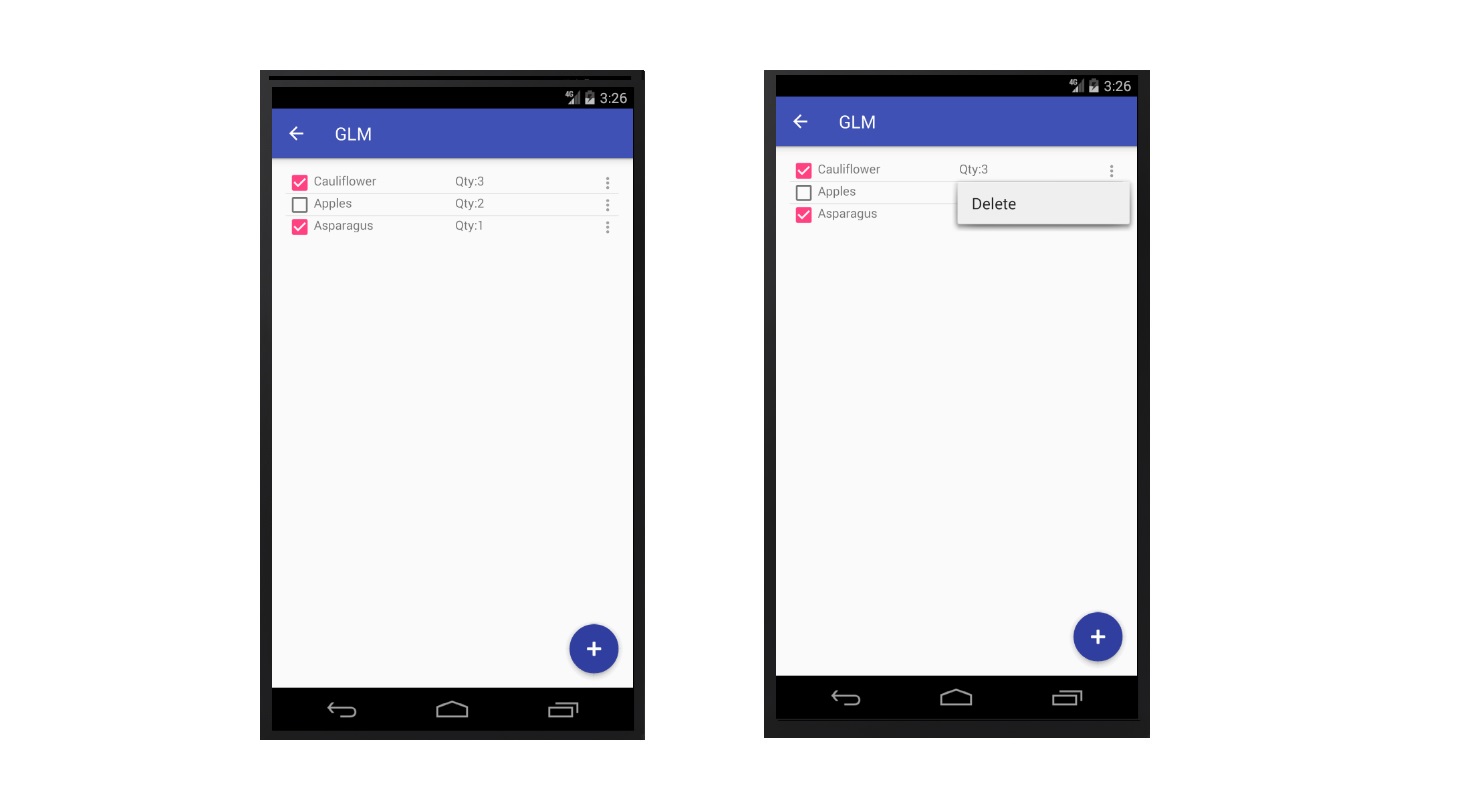 4G 3:26
GLM
Cauliflower Qty:3
Apples Qty:2
Asparagus Qty:1
+
4G 3:26
GLM
Cauliflower Qty:3
Apples
Delete
Asparagus
+